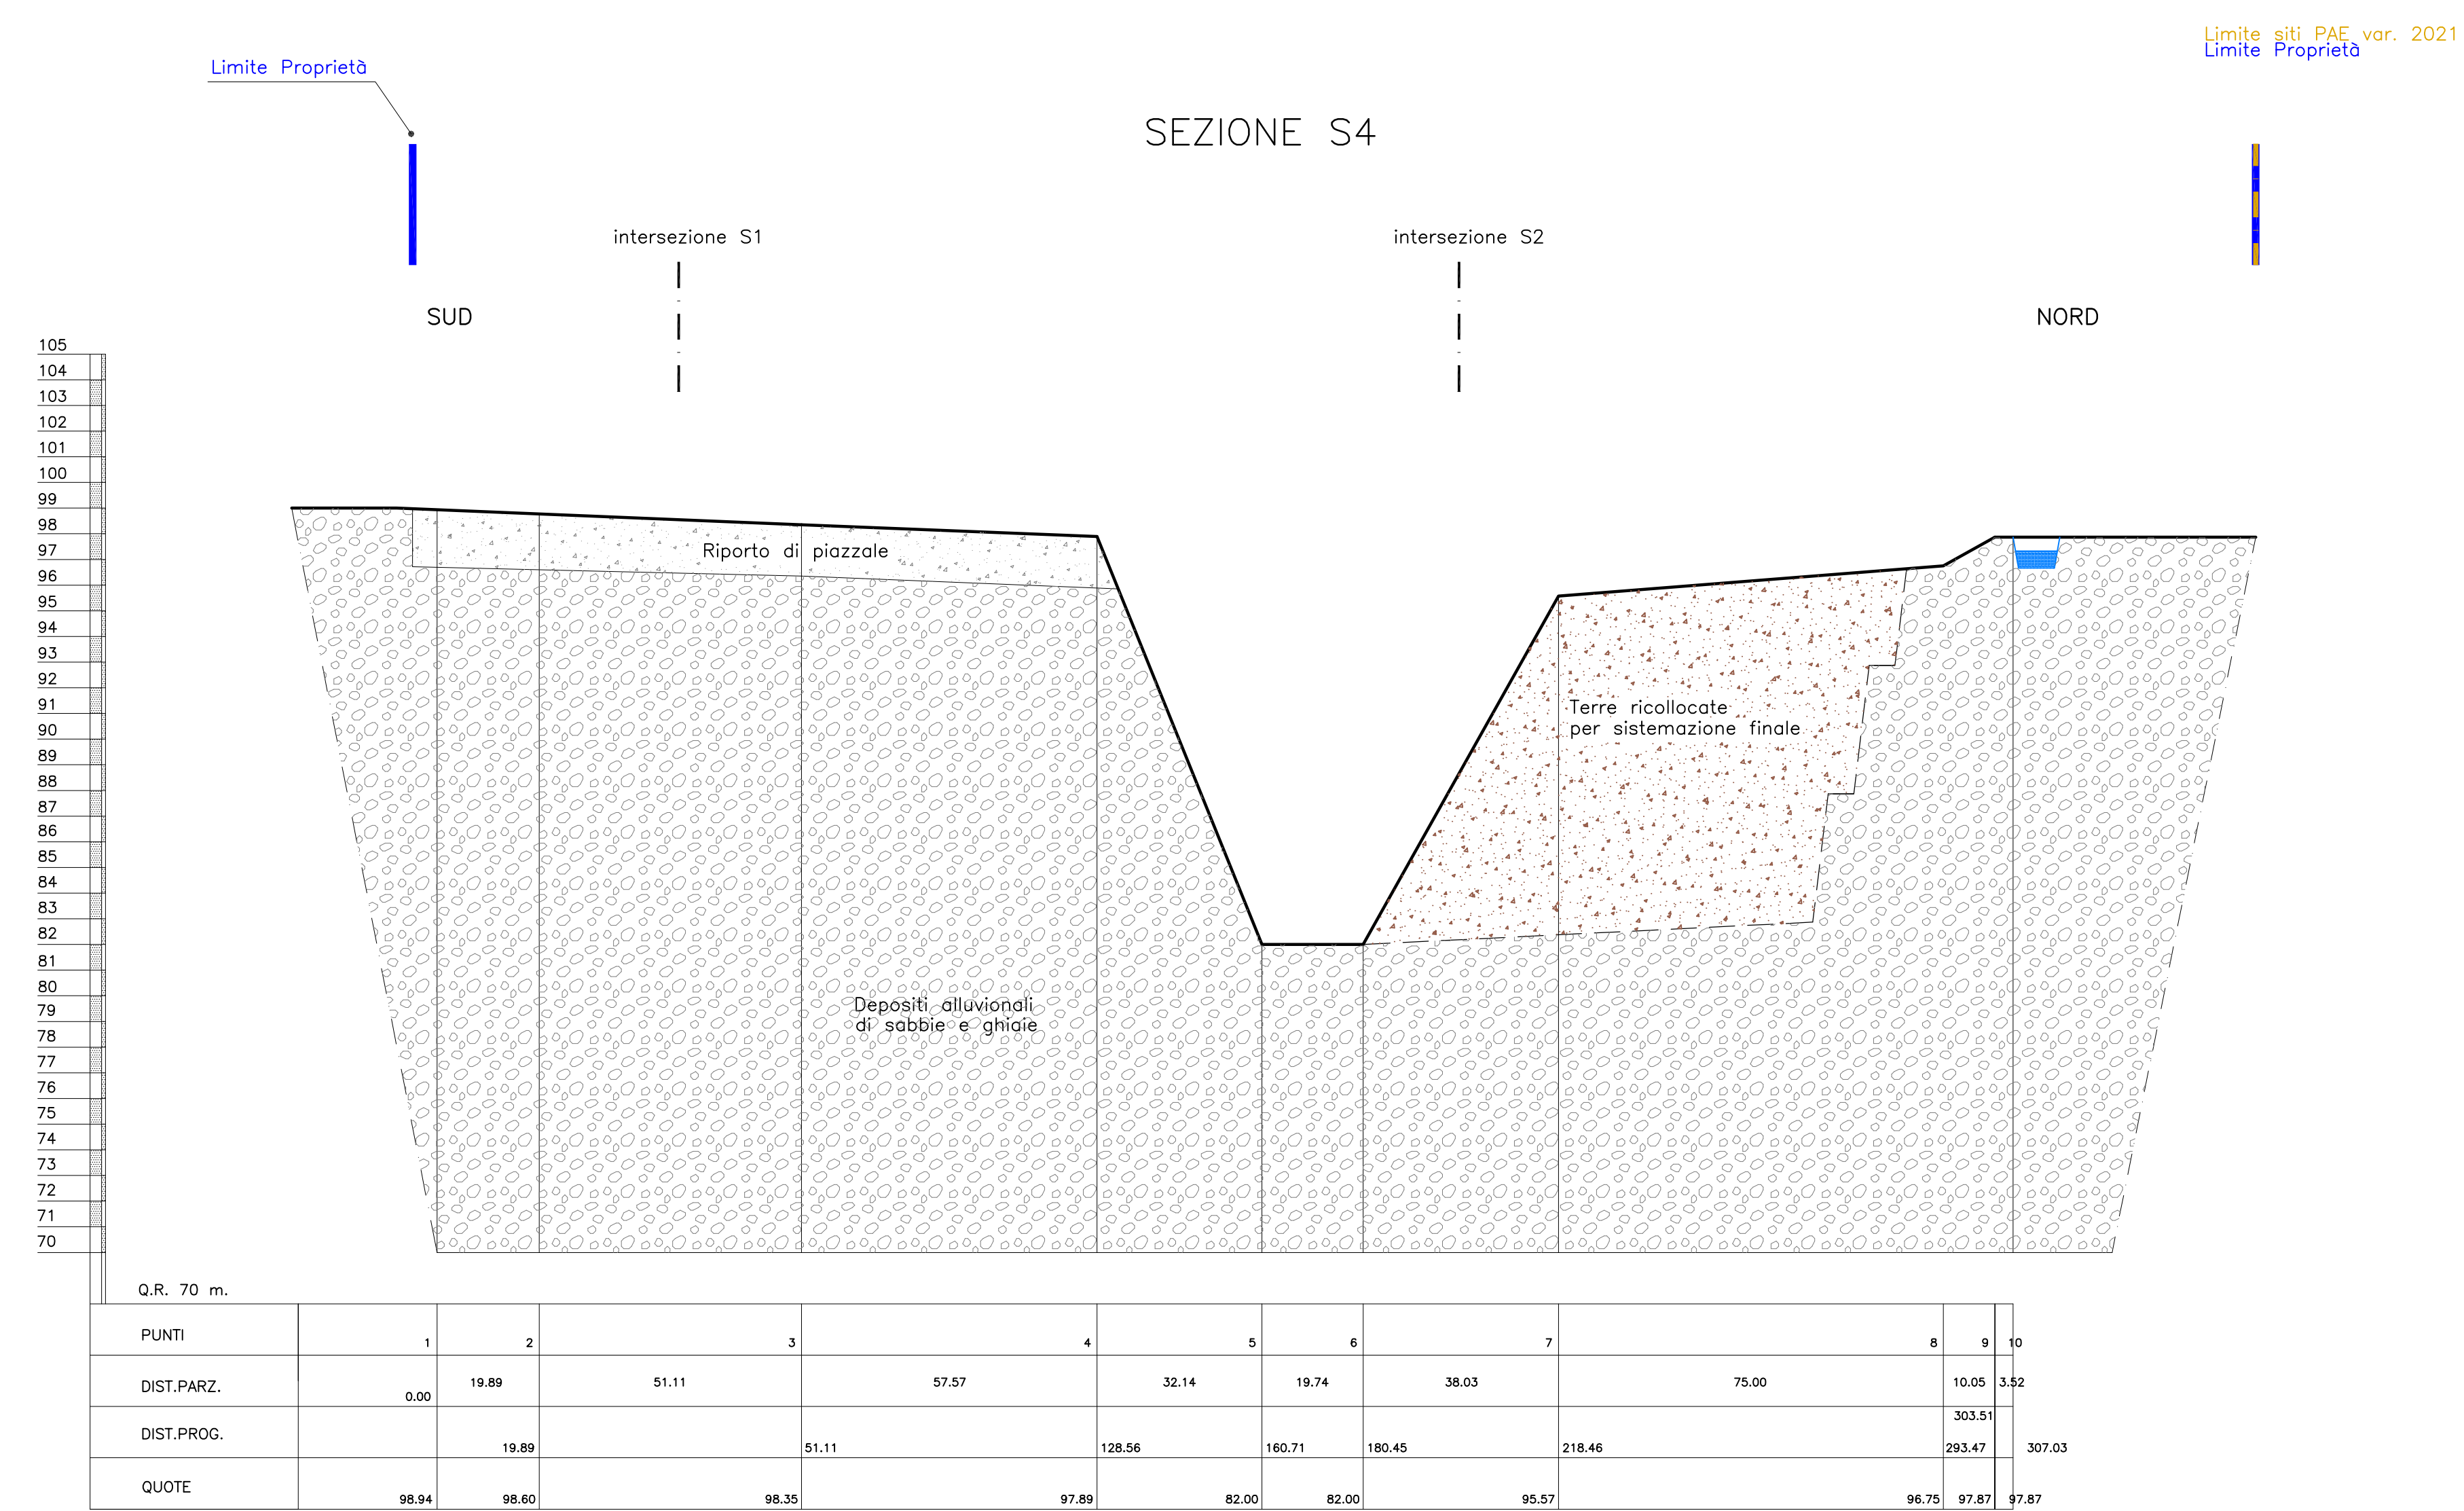 Limite siti PAE var. 2021
Limite Proprietà
Limite Proprietà
SEZIONE S4
intersezione S1
intersezione S2
SUD
NORD
105
104
103
102
101
100
99
98
97
96
95
94
93
92
91
90
89
88
87
86
85
84
83
82
81
80
79
78
77
76
75
74
73
72
71
70
Riporto di piazzale
Terre ricollocate
per sistemazione finale
Depositi alluvionali
di sabbie e ghiaie
Q.R. 70 m.
PUNTI 1 2 3 4 5 6 7 8 9 10
DIST.PARZ. 0.00 19.89 51.11 57.57 32.14 19.74 38.03 75.00 10.05 3.52
DIST.PROG. 19.89 51.11 128.56 160.71 180.45 218.46 293.47 303.51 307.03
QUOTE 98.94 98.60 98.35 97.89 82.00 82.00 95.57 96.75 97.87 97.87